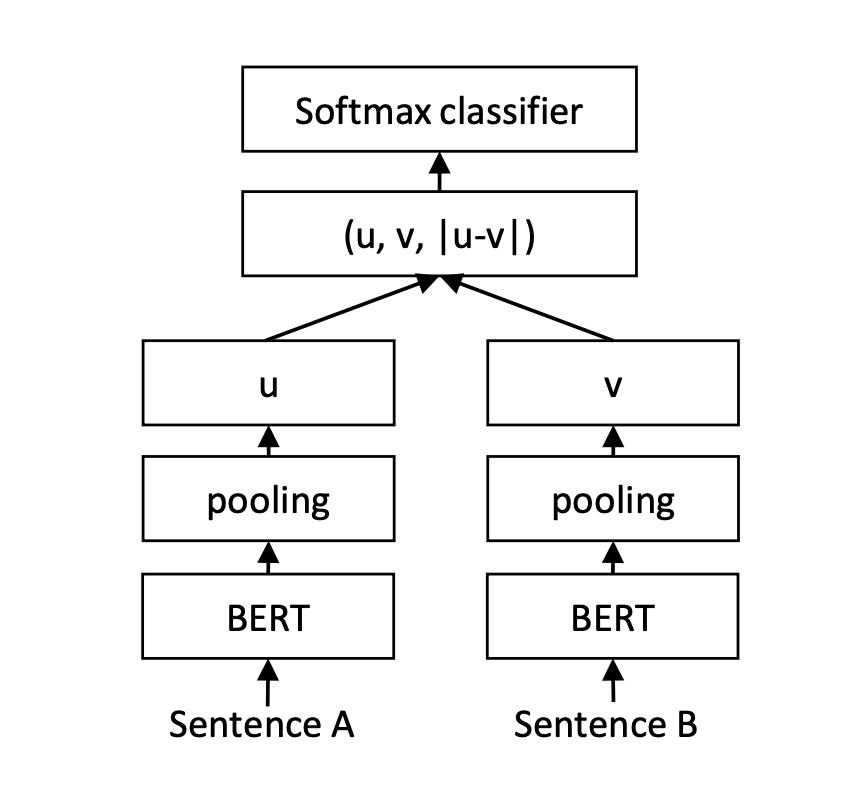 Softmax classifier
(u, v, |u-v|)
u
v
pooling
pooling
BERT
BERT
Sentence A
Sentence B